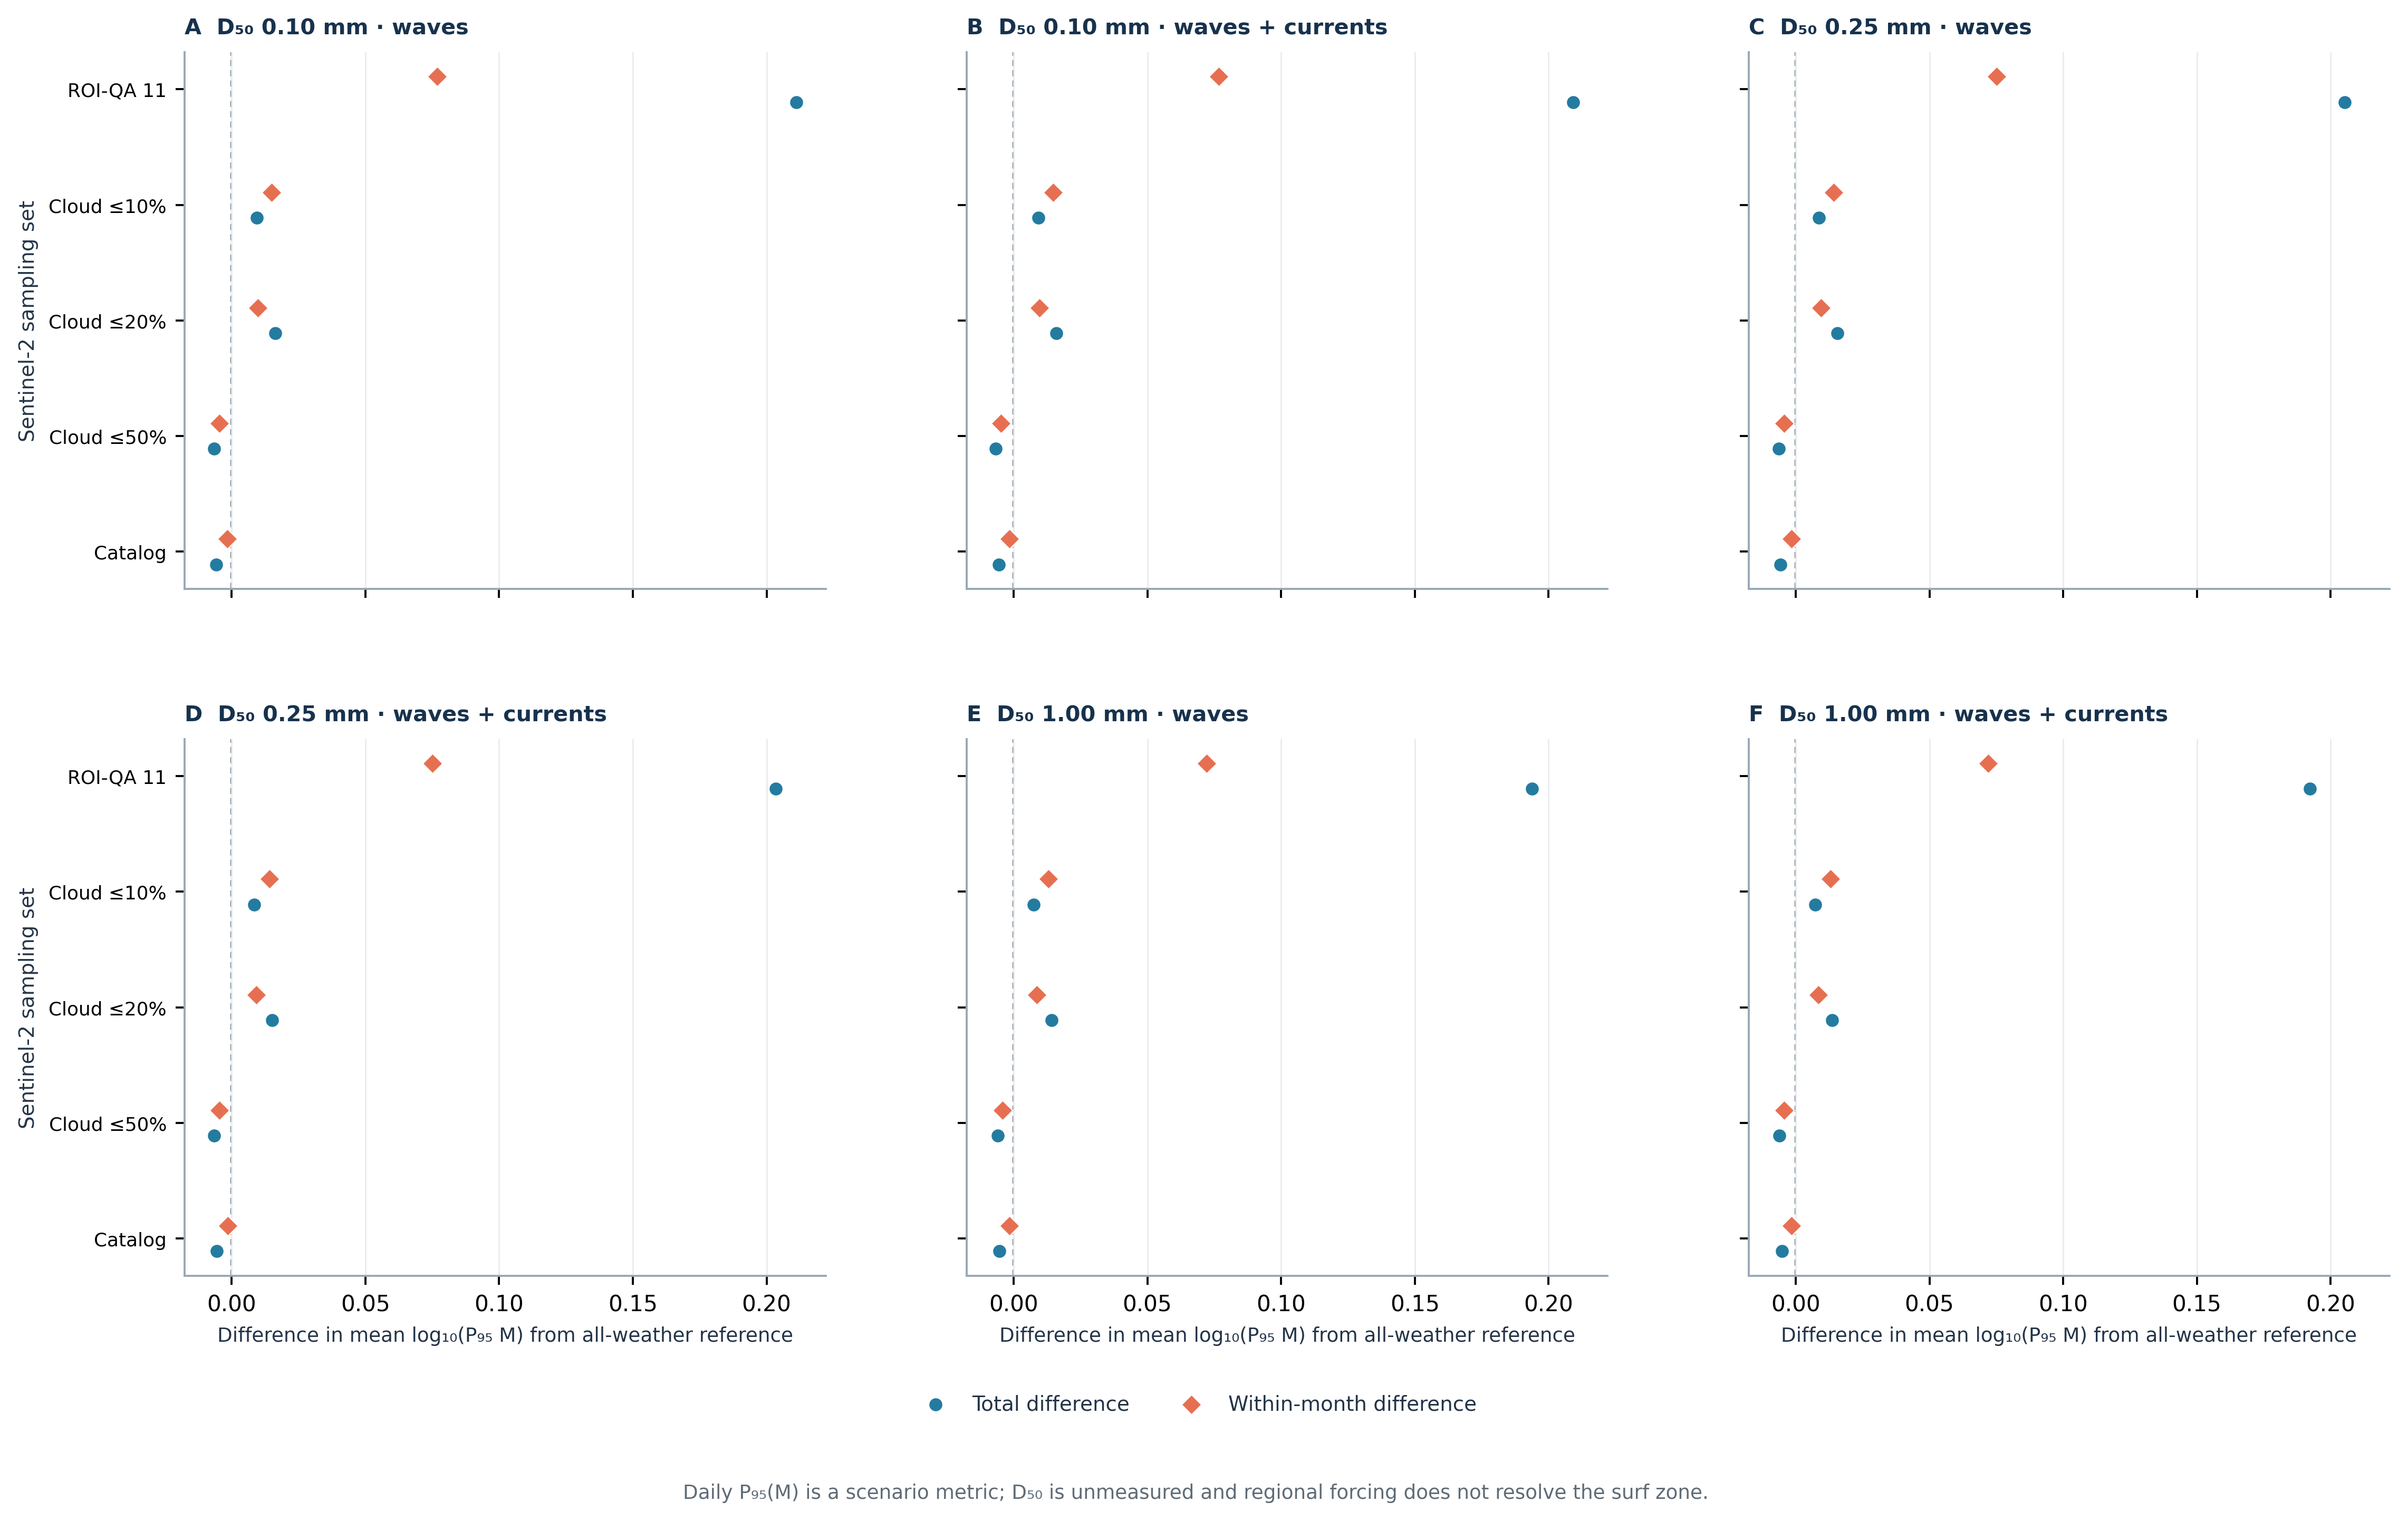 A D₅₀ 0.10 mm · waves
B D₅₀ 0.10 mm · waves + currents
C D₅₀ 0.25 mm · waves
Sentinel-2 sampling set
ROI-QA 11
Cloud ≤10%
Cloud ≤20%
Cloud ≤50%
Catalog
D D₅₀ 0.25 mm · waves + currents
E D₅₀ 1.00 mm · waves
F D₅₀ 1.00 mm · waves + currents
Sentinel-2 sampling set
ROI-QA 11
Cloud ≤10%
Cloud ≤20%
Cloud ≤50%
Catalog
0.00 0.05 0.10 0.15 0.20
0.00 0.05 0.10 0.15 0.20
0.00 0.05 0.10 0.15 0.20
Difference in mean log₁₀(P₉₅ M) from all-weather reference
Difference in mean log₁₀(P₉₅ M) from all-weather reference
Difference in mean log₁₀(P₉₅ M) from all-weather reference
Total difference
Within-month difference
Daily P₉₅(M) is a scenario metric; D₅₀ is unmeasured and regional forcing does not resolve the surf zone.